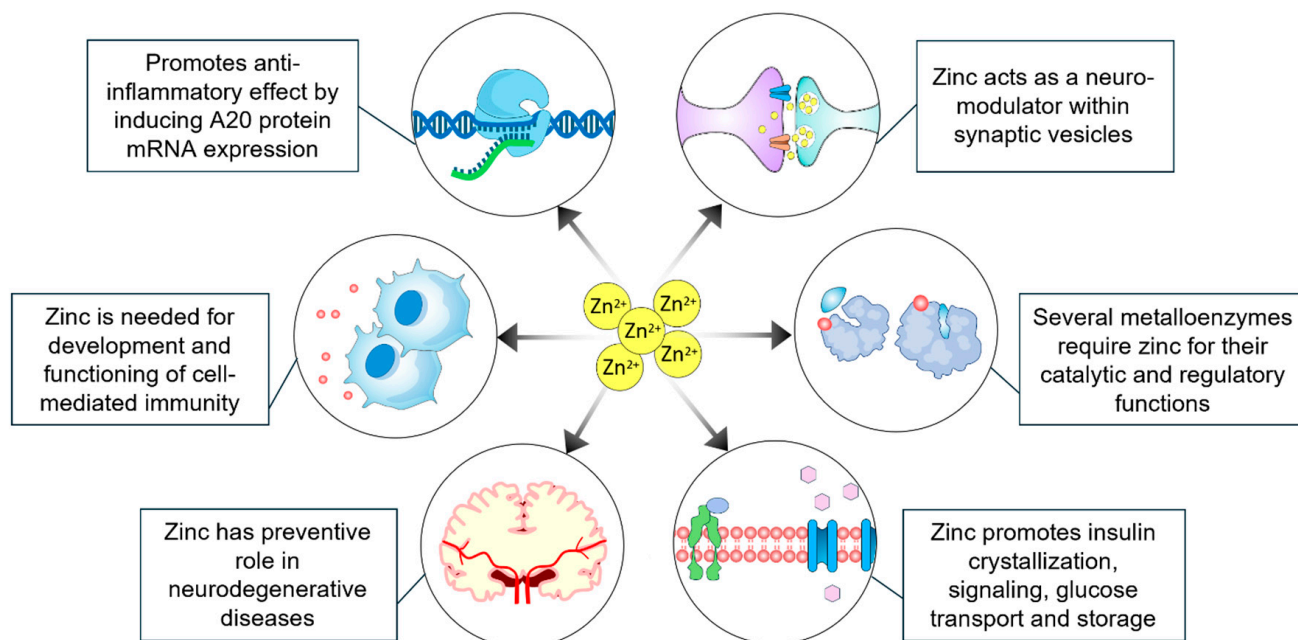 Promotes anti-
inflammatory effect by
inducing A20 protein
mRNA expression
Zinc acts as a neuro-
modulator within
synaptic vesicles
Zinc is needed for
development and
functioning of cell-
mediated immunity
Zn²⁺
Zn²⁺
Zn²⁺
Zn²⁺
Zn²⁺
Several metalloenzymes
require zinc for their
catalytic and regulatory
functions
Zinc has preventive
role in
neurodegenerative
diseases
Zinc promotes insulin
crystallization,
signaling, glucose
transport and storage